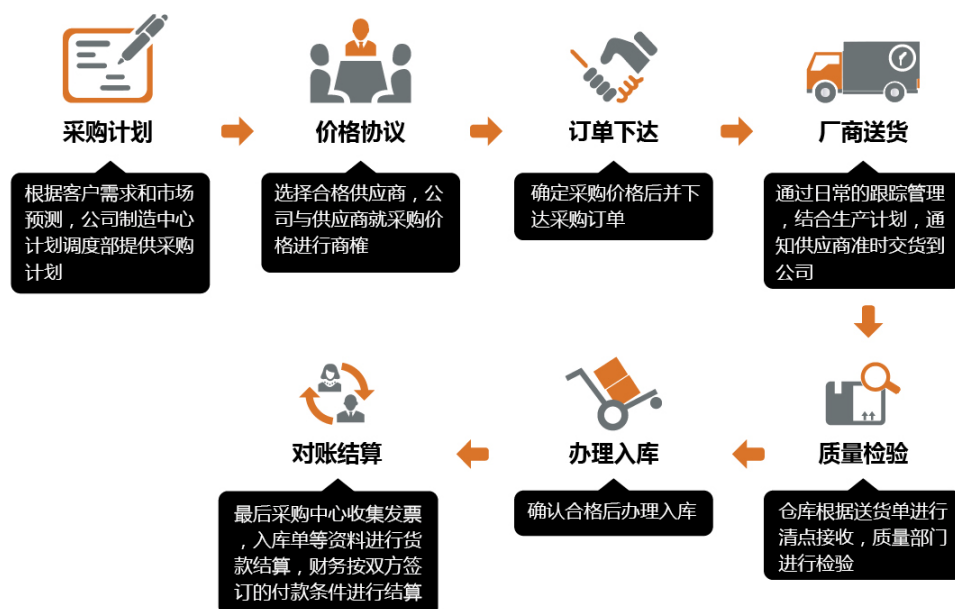 采购计划
根据客户需求和市场
预测，公司制造中心
计划调度部提供采购
计划
价格协议
选择合格供应商，公
司与供应商就采购价
格进行商榷
订单下达
确定采购价格后并下
达采购订单
厂商送货
通过日常的跟踪管理
，结合生产计划，通
知供应商准时交货到
公司
质量检验
仓库根据送货单进行
清点接收，质量部门
进行检验
办理入库
确认合格后办理入库
对账结算
最后采购中心收集发票
，入库单等资料进行货
款结算，财务按双方签
订的付款条件进行结算